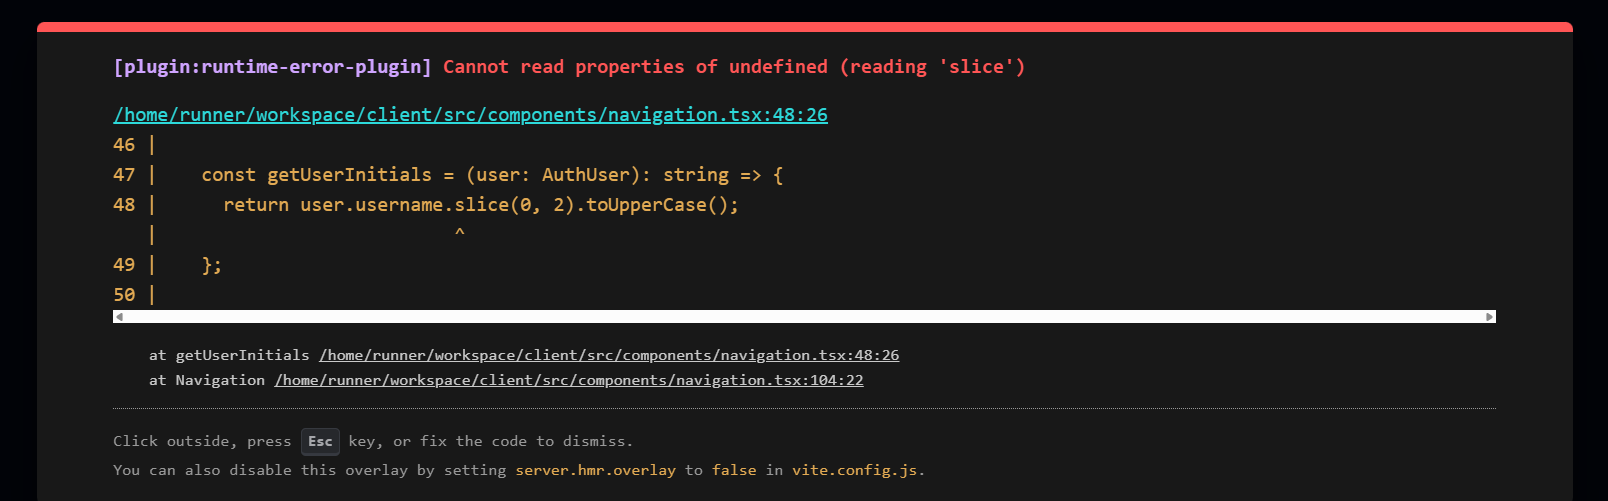 [plugin:runtime-error-plugin] Cannot read properties of undefined (reading 'slice')
/home/runner/workspace/client/src/components/navigation.tsx:48:26
46 |
47 |    const getUserInitials = (user: AuthUser): string => {
48 |      return user.username.slice(0, 2).toUpperCase();
   |                           ^
49 |    };
50 |
at getUserInitials /home/runner/workspace/client/src/components/navigation.tsx:48:26
at Navigation /home/runner/workspace/client/src/components/navigation.tsx:104:22
Click outside, press Esc key, or fix the code to dismiss.
You can also disable this overlay by setting server.hmr.overlay to false in vite.config.js.